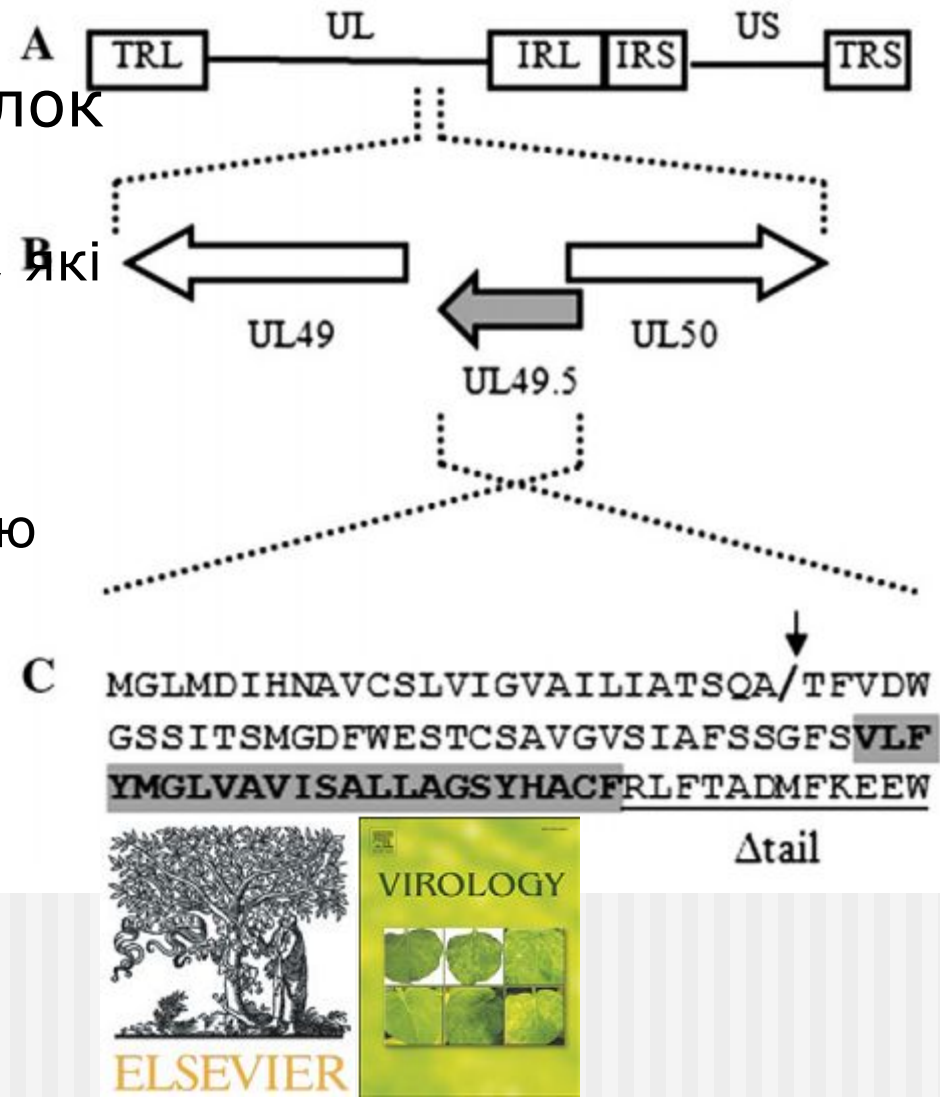 UL US
A TRL IRL IRS TRS
лок
B які
UL49 UL50
UL49.5
ю
C MGLMDIHNAVCSLVIGVAILIATSQA/TFVDW
GSSITSMGDFWESTCSAVGVSIAFSSGFSVLF
YMGLVAVISALLAGSYHACFRLFTADMFKEEW
Δtail
VIROLOGY
ELSEVIER